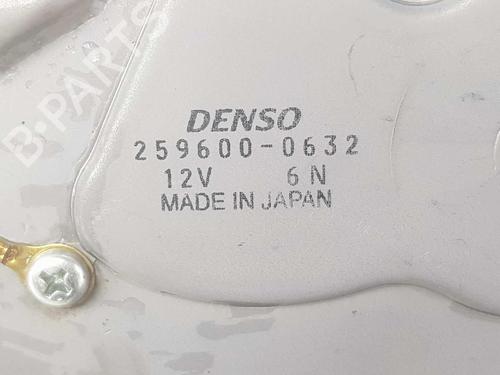 DENSO
259600-0632
12V 6N
MADE IN JAPAN
B-PARTS